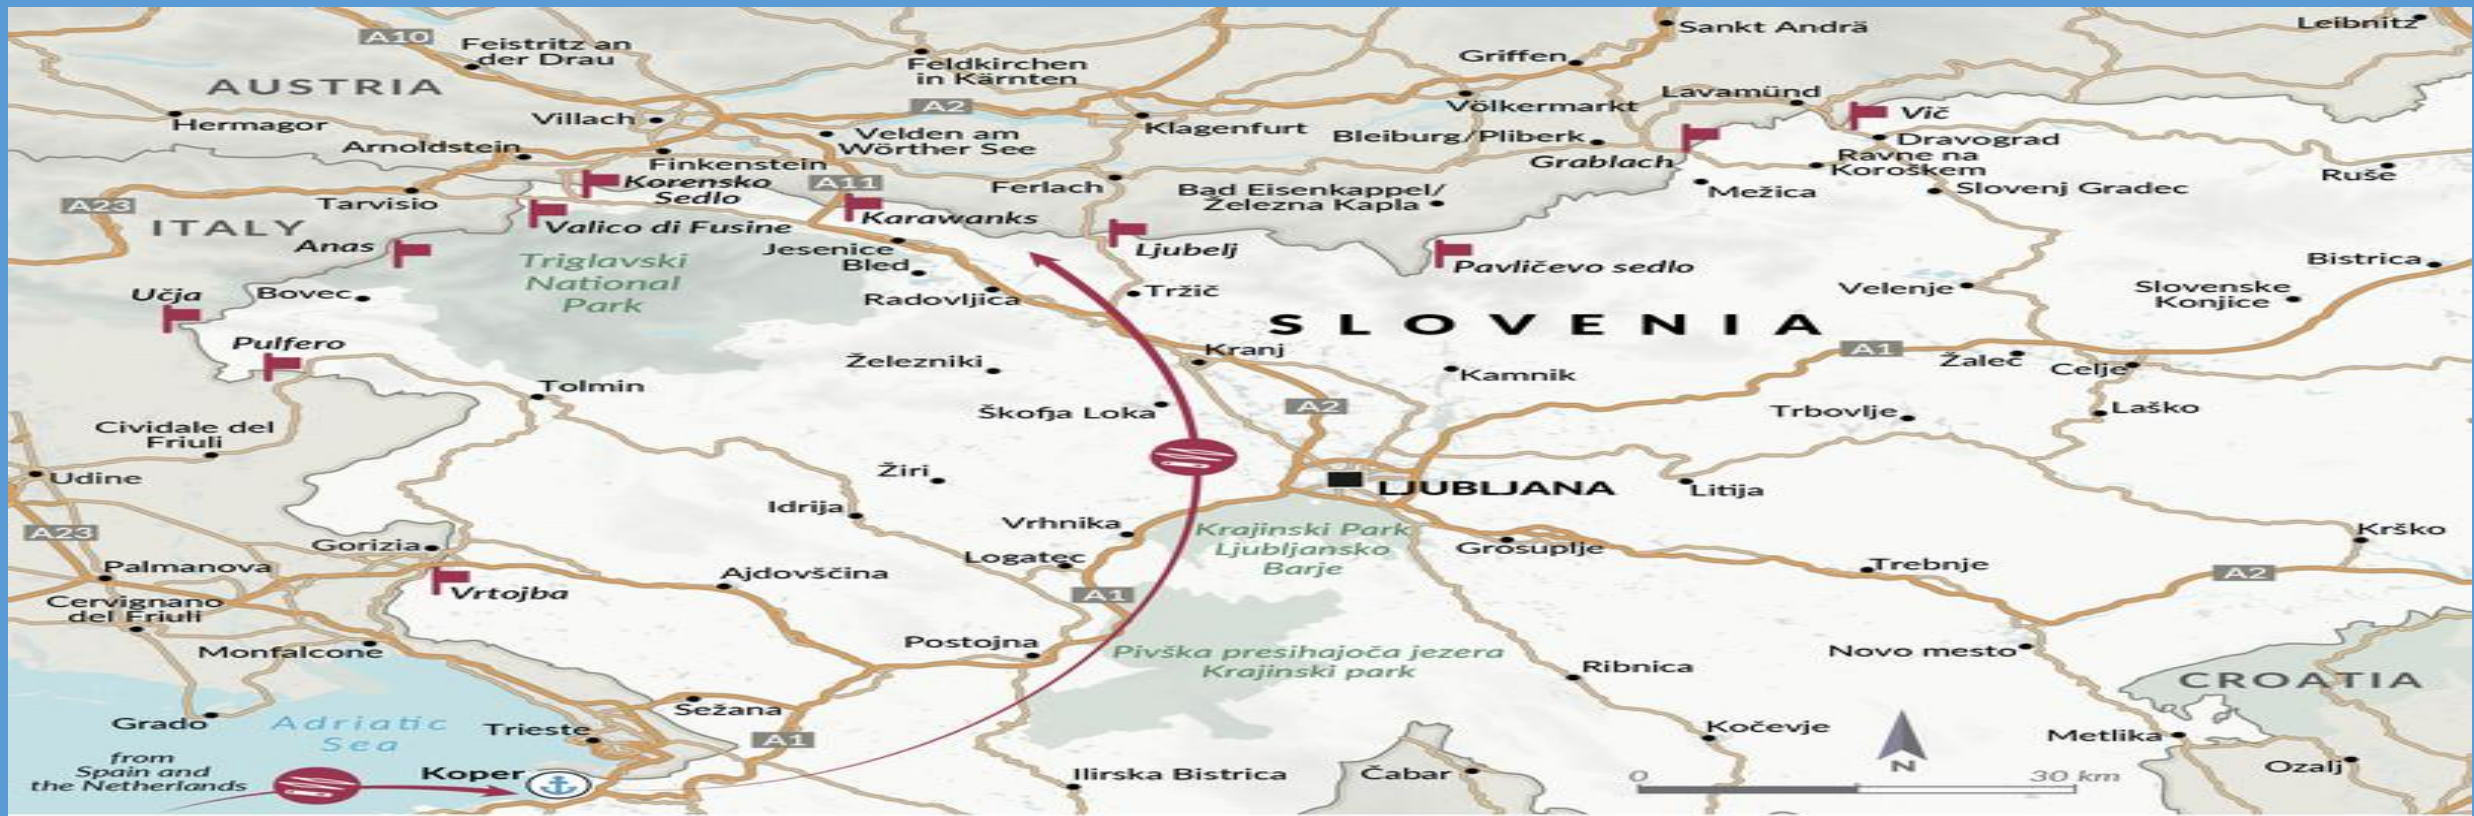 A10
Feistritz an
der Drau
Feldkirchen
in Kärnten
Griffen
Sankt Andrä
Leibnitz
AUSTRIA
A2
Völkermarkt
Lavamünd
Vič
Hermagor
Villach
Velden am
Wörther See
Klagenfurt
Bleiburg/Pliberk
Dravograd
Arnoldstein
Finkenstein
Grablach
Ravne na
Koroškem
Ruše
Korensko
Sedlo
A11
Ferlach
Bad Eisenkappel/
Železna Kapla
Mežica
Slovenj Gradec
A23
Tarvisio
ITALY
Valico di Fusine
Karawanks
Anas
Jesenice
Ljubelj
Bled
Triglavski
National
Park
Pavličevo sedlo
Bistrica
Učja
Bovec
Radovljica
Tržič
Velenje
Slovenske
Konjice
SLOVENIA
Pulfero
Železniki
Kranj
A1
Žalec
Celje
Tolmin
Kamnik
Škofja Loka
A2
Trbovlje
Laško
Cividale del
Friuli
Udine
Žiri
LJUBLJANA
Litija
Idrija
Vrhnika
Krajinski Park
Ljubljansko
Barje
Krško
A23
Gorizia
Logatec
Grosuplje
Palmanova
Ajdovščina
Trebnje
A2
Vrtojba
A1
Cervignano
del Friuli
Monfalcone
Postojna
Pivška presihajoča jezera
Krajinski park
Novo mesto
Ribnica
CROATIA
Sežana
Grado
Adriatic
Sea
Trieste
A1
Kočevje
Metlika
from
Spain and
the Netherlands
Koper
Ilirska Bistrica
Čabar
N
0
30 km
Ozalj